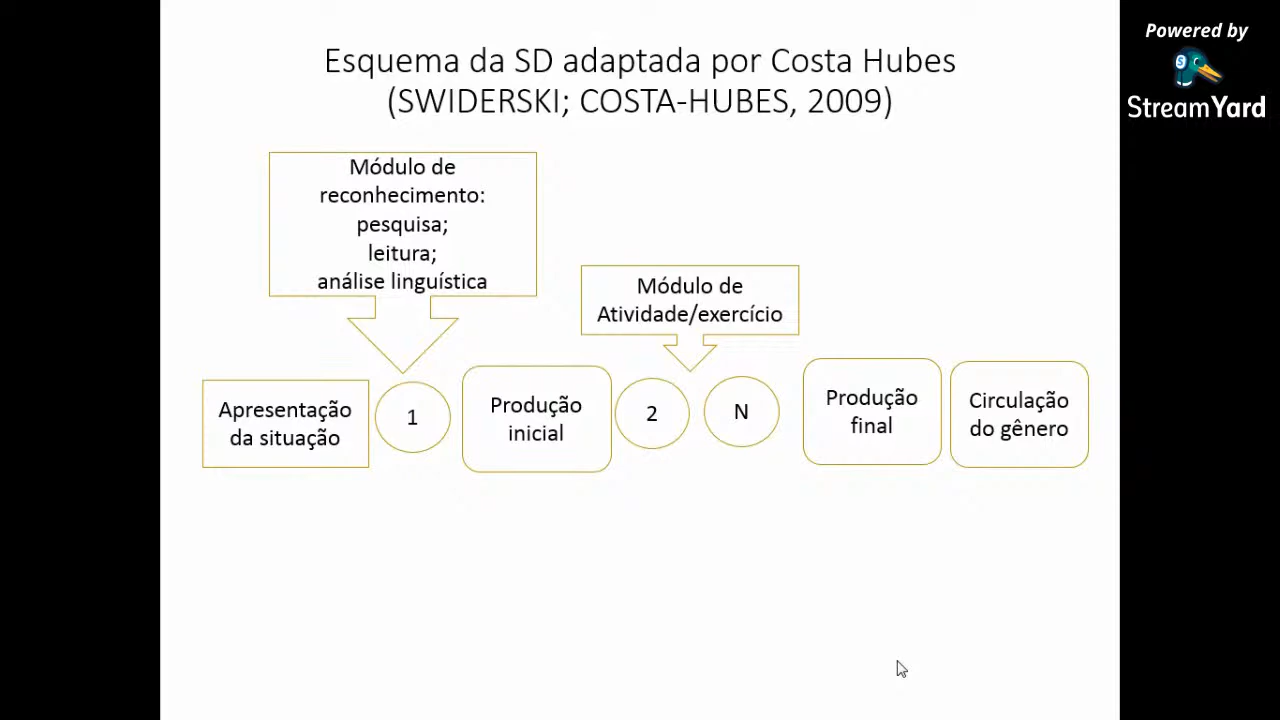 Esquema da SD adaptada por Costa Hubes
(SWIDERSKI; COSTA-HUBES, 2009)
Powered by
StreamYard
Módulo de
reconhecimento:
pesquisa;
leitura;
análise linguística
Módulo de
Atividade/exercício
Apresentação
da situação
1
Produção
inicial
2
N
Produção
final
Circulação
do gênero